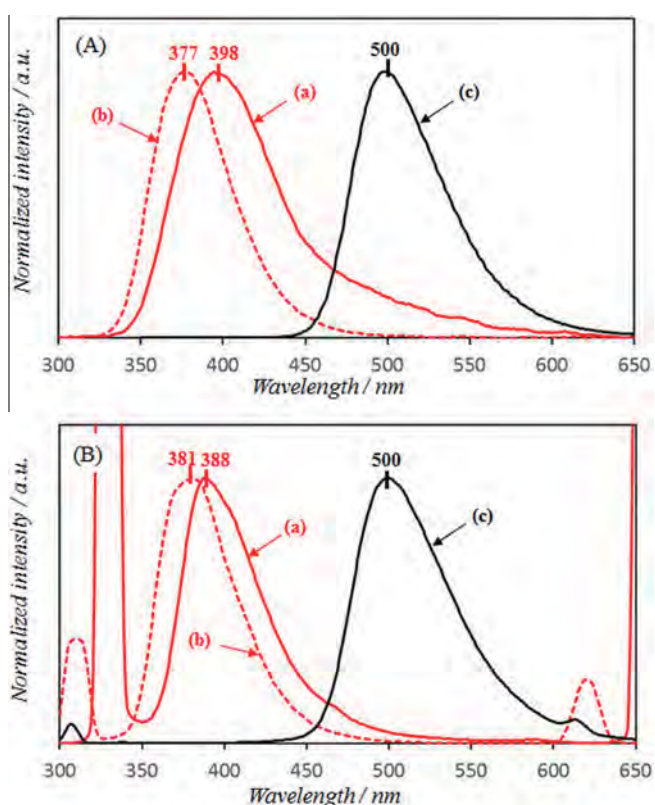 (A)
377 398
500
(a)
(b)
(c)
Normalized intensity / a.u.
300 350 400 450 500 550 600 650
Wavelength / nm
(B)
381 388
500
(a)
(c)
(b)
Normalized intensity / a.u.
300 350 400 450 500 550 600 650
Wavelength / nm